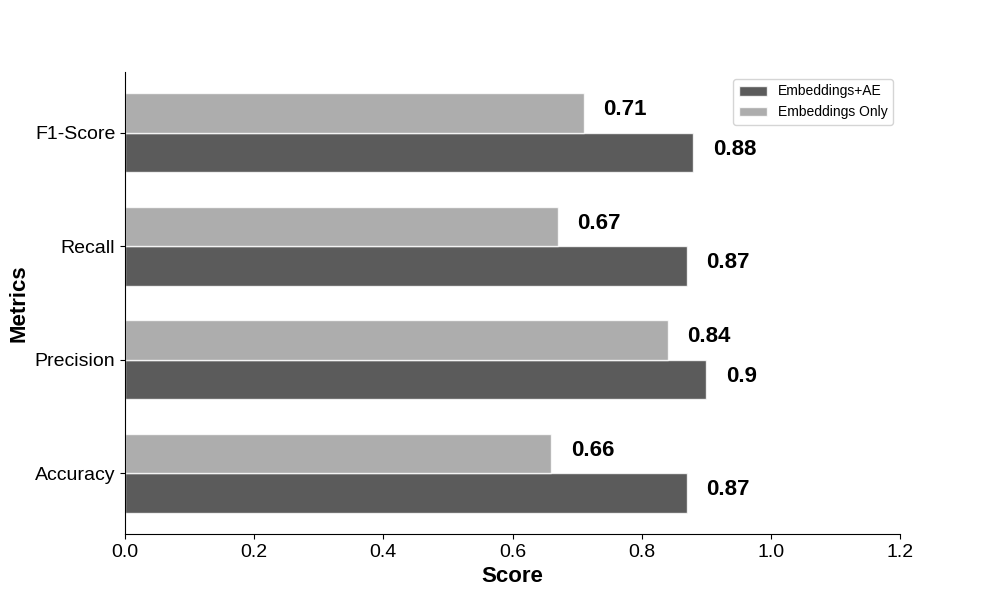 Embeddings+AE
Embeddings Only
F1-Score
0.71
0.88
Recall
0.67
0.87
Metrics
Precision
0.84
0.9
Accuracy
0.66
0.87
0.0 0.2 0.4 0.6 0.8 1.0 1.2
Score